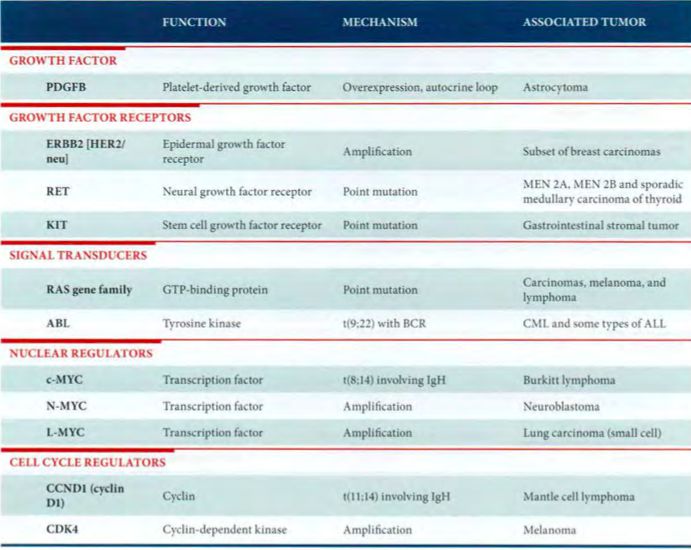 FUNCTION MECHANISM ASSOCIATED TUMOR
GROWTH FACTOR
PDGFB Platelet-derived growth factor Overexpression, autocrine loop Astrocytoma
GROWTH FACTOR RECEPTORS
ERBB2 [HER2/ Epidermal growth factor
neu] receptor Amplification Subset of breast carcinomas
RET Neural growth factor receptor Point mutation MEN 2A, MEN 2B and sporadic
medullary carcinoma of thyroid
KIT Stem cell growth factor receptor Point mutation Gastrointestinal stromal tumor
SIGNAL TRANSDUCERS
RAS gene family GTP-binding protein Point mutation Carcinomas, melanoma, and
lymphoma
ABL Tyrosine kinase t(9;22) with BCR CML and some types of ALL
NUCLEAR REGULATORS
c-MYC Transcription factor t(8;14) involving IgH Burkitt lymphoma
N-MYC Transcription factor Amplification Neuroblastoma
L-MYC Transcription factor Amplification Lung carcinoma (small cell)
CELL CYCLE REGULATORS
CCND1 (cyclin
D1) Cyclin t(11;14) involving IgH Mantle cell lymphoma
CDK4 Cyclin-dependent kinase Amplification Melanoma